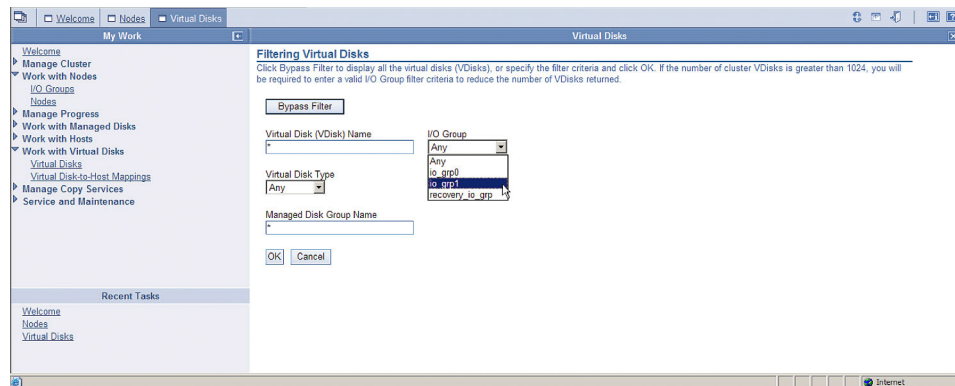 Welcome
Nodes
Virtual Disks
My Work
Virtual Disks
Welcome
Manage Cluster
Work with Nodes
I/O Groups
Nodes
Manage Progress
Work with Managed Disks
Work with Hosts
Work with Virtual Disks
Virtual Disks
Virtual Disk-to-Host Mappings
Manage Copy Services
Service and Maintenance
Recent Tasks
Welcome
Nodes
Virtual Disks
Filtering Virtual Disks
Click Bypass Filter to display all the virtual disks (VDisks), or specify the filter criteria and click OK. If the number of cluster VDisks is greater than 1024, you will
be required to enter a valid I/O Group filter criteria to reduce the number of VDisks returned.
Bypass Filter
Virtual Disk (VDisk) Name
*
I/O Group
Any
Any
io_grp0
io_grp1
recovery_io_grp
Virtual Disk Type
Any
Managed Disk Group Name
*
OK
Cancel
Internet